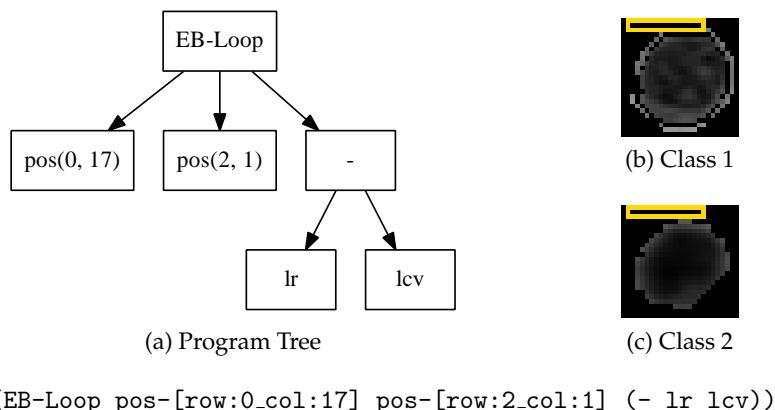 EB-Loop
pos(0, 17)
pos(2, 1)
-
lr
lcv
(a) Program Tree
(b) Class 1
(c) Class 2
(EB-Loop pos-[row:0_col:17] pos-[row:2_col:1] (- lr lcv))